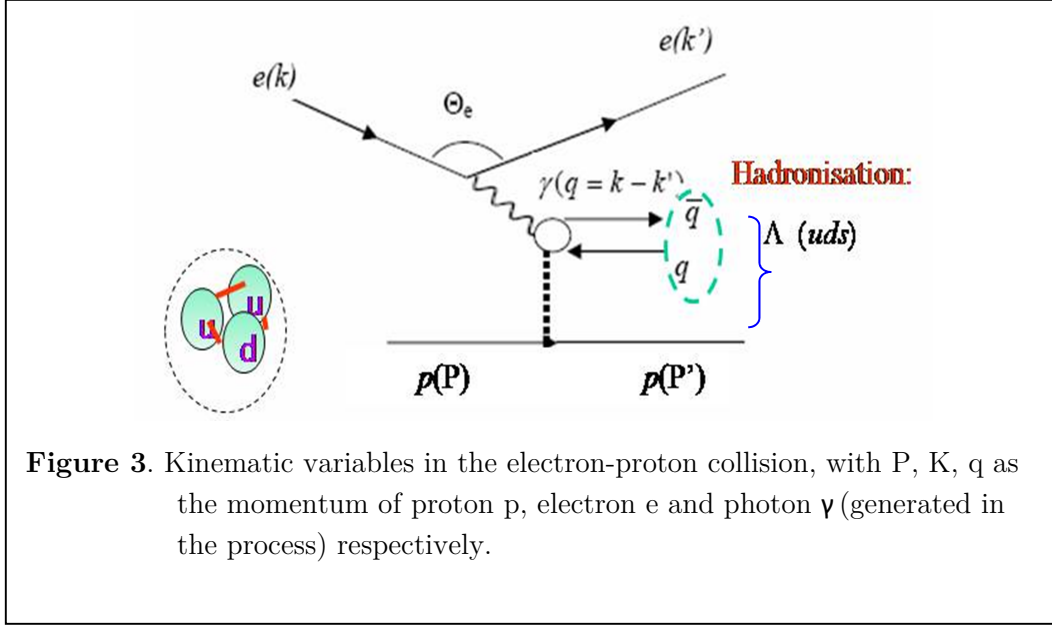 e(k)
e(k’)
Θe
γ(q = k – k’)
Hadronisation:
q̅
Λ (uds)
q
u
u
d
p(P)
p(P’)
Figure 3. Kinematic variables in the electron-proton collision, with P, K, q as
the momentum of proton p, electron e and photon γ (generated in
the process) respectively.